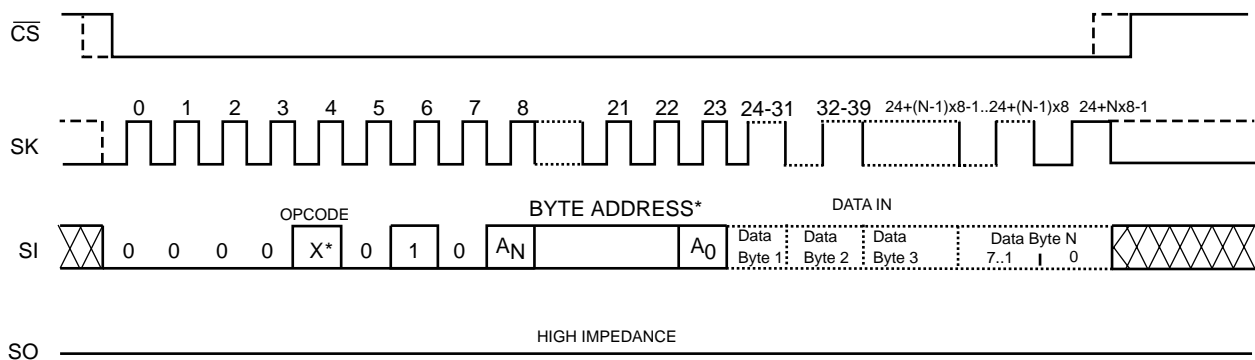 CS
0 1 2 3 4 5 6 7 8 21 22 23 24-31 32-39 24+(N-1)x8-1..24+(N-1)x8 24+Nx8-1
SK
OPCODE
BYTE ADDRESS*
DATA IN
SI
0 0 0 0 X* 0 1 0 AN A0
Data Byte 1
Data Byte 2
Data Byte 3
Data Byte N
7..1 0
HIGH IMPEDANCE
SO